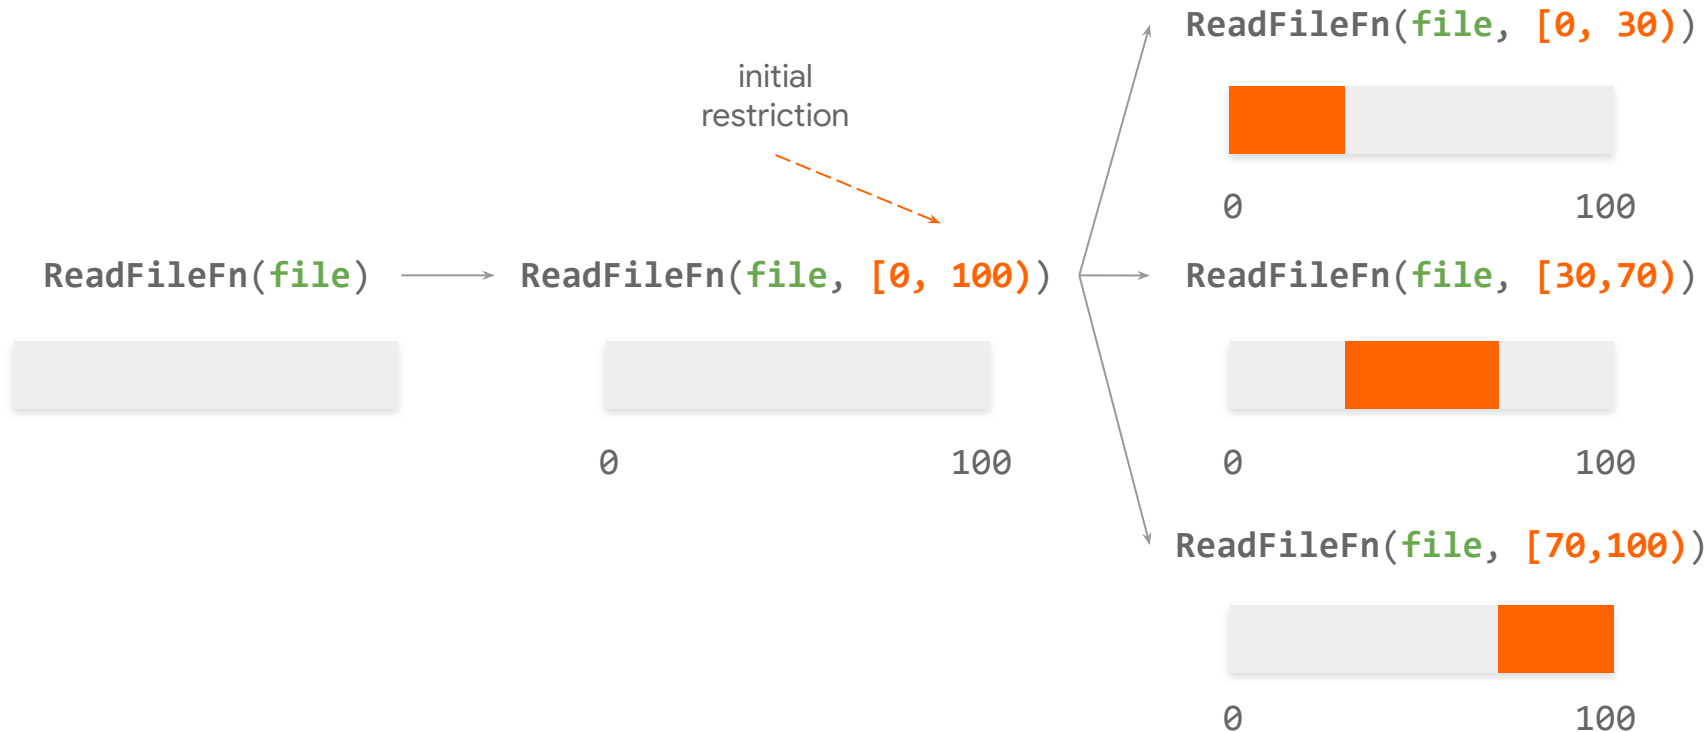 ReadFileFn(file, [0, 30))
initial
restriction
0 100
ReadFileFn(file)
ReadFileFn(file, [0, 100))
ReadFileFn(file, [30,70))
0 100
0 100
ReadFileFn(file, [70,100))
0 100